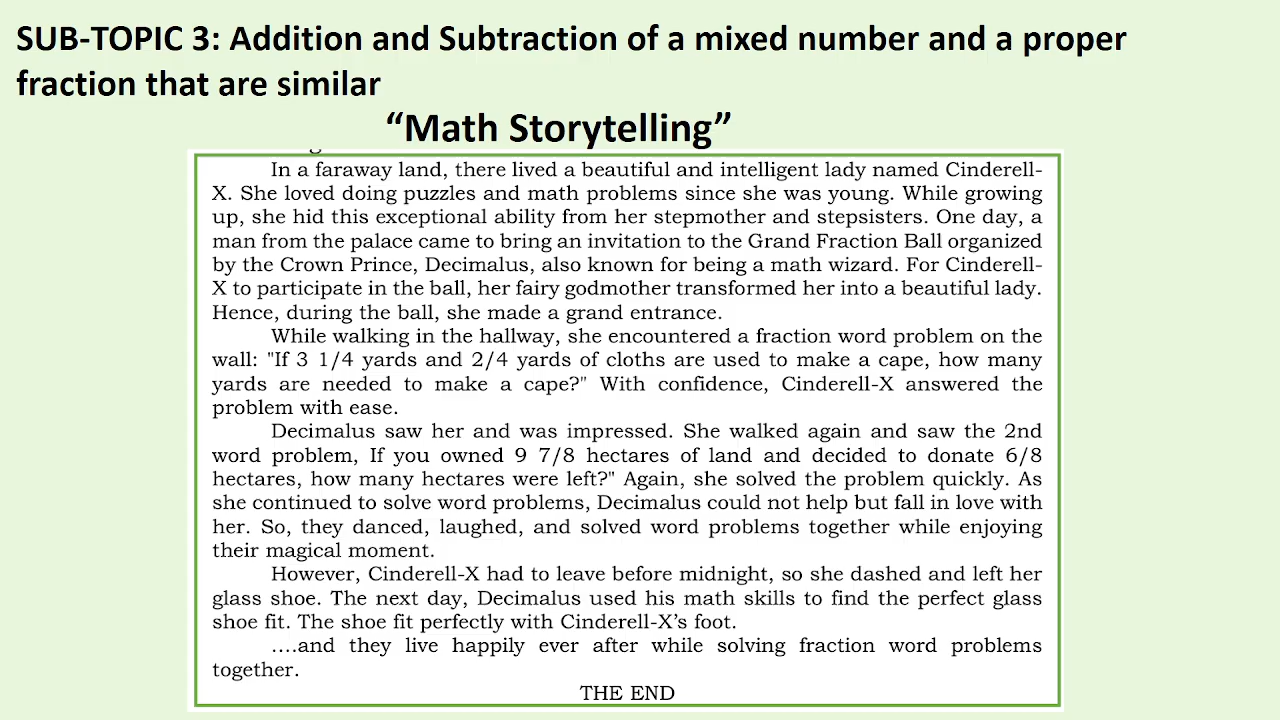 SUB-TOPIC 3: Addition and Subtraction of a mixed number and a proper
fraction that are similar
“Math Storytelling”
In a faraway land, there lived a beautiful and intelligent lady named Cinderell-
X. She loved doing puzzles and math problems since she was young. While growing
up, she hid this exceptional ability from her stepmother and stepsisters. One day, a
man from the palace came to bring an invitation to the Grand Fraction Ball organized
by the Crown Prince, Decimalus, also known for being a math wizard. For Cinderell-
X to participate in the ball, her fairy godmother transformed her into a beautiful lady.
Hence, during the ball, she made a grand entrance.
While walking in the hallway, she encountered a fraction word problem on the
wall: "If 3 1/4 yards and 2/4 yards of cloths are used to make a cape, how many
yards are needed to make a cape?" With confidence, Cinderell-X answered the
problem with ease.
Decimalus saw her and was impressed. She walked again and saw the 2nd
word problem, If you owned 9 7/8 hectares of land and decided to donate 6/8
hectares, how many hectares were left?" Again, she solved the problem quickly. As
she continued to solve word problems, Decimalus could not help but fall in love with
her. So, they danced, laughed, and solved word problems together while enjoying
their magical moment.
However, Cinderell-X had to leave before midnight, so she dashed and left her
glass shoe. The next day, Decimalus used his math skills to find the perfect glass
shoe fit. The shoe fit perfectly with Cinderell-X’s foot.
....and they live happily ever after while solving fraction word problems
together.
THE END